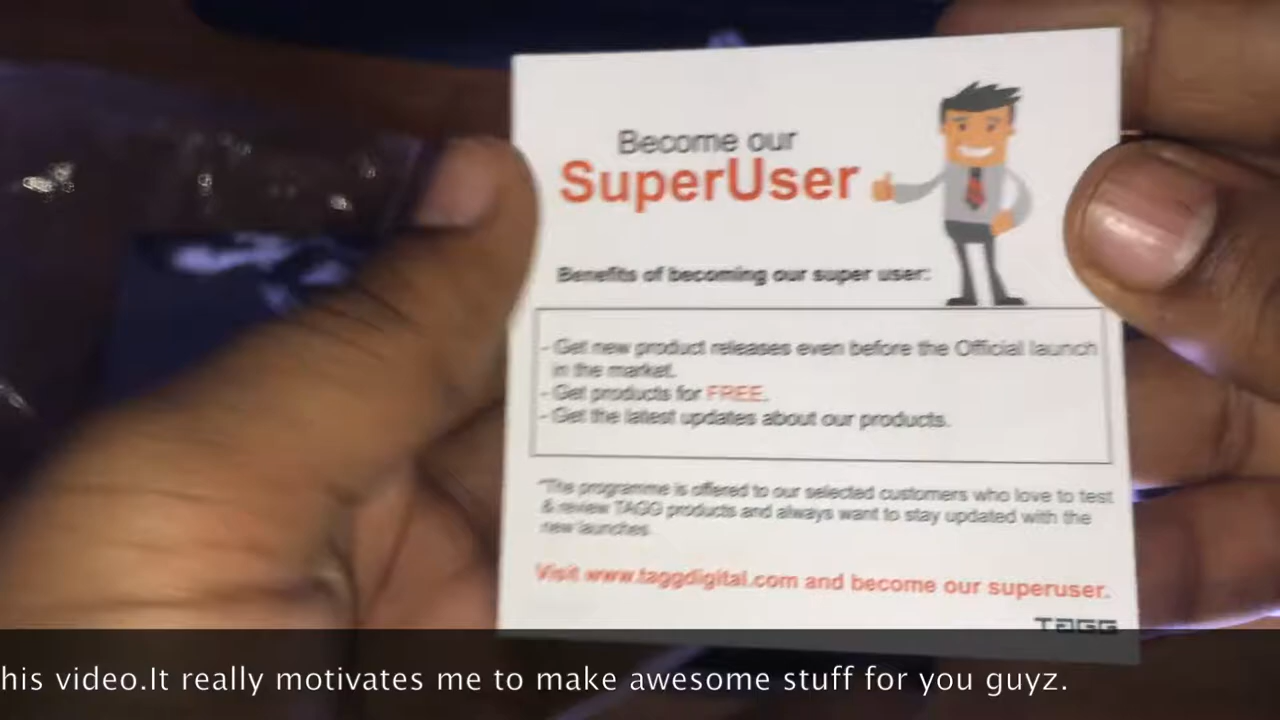 Become our
SuperUser
Benefits of becoming our super user:
- Get new product releases even before the Official launch
in the market.
- Get products for FREE.
- Get the latest updates about our products.
*The programme is offered to our selected customers who love to test
& review TAGG products and always want to stay updated with the
new launches
Visit www.taggdigital.com and become our superuser.
TAGG
his video.It really motivates me to make awesome stuff for you guyz.